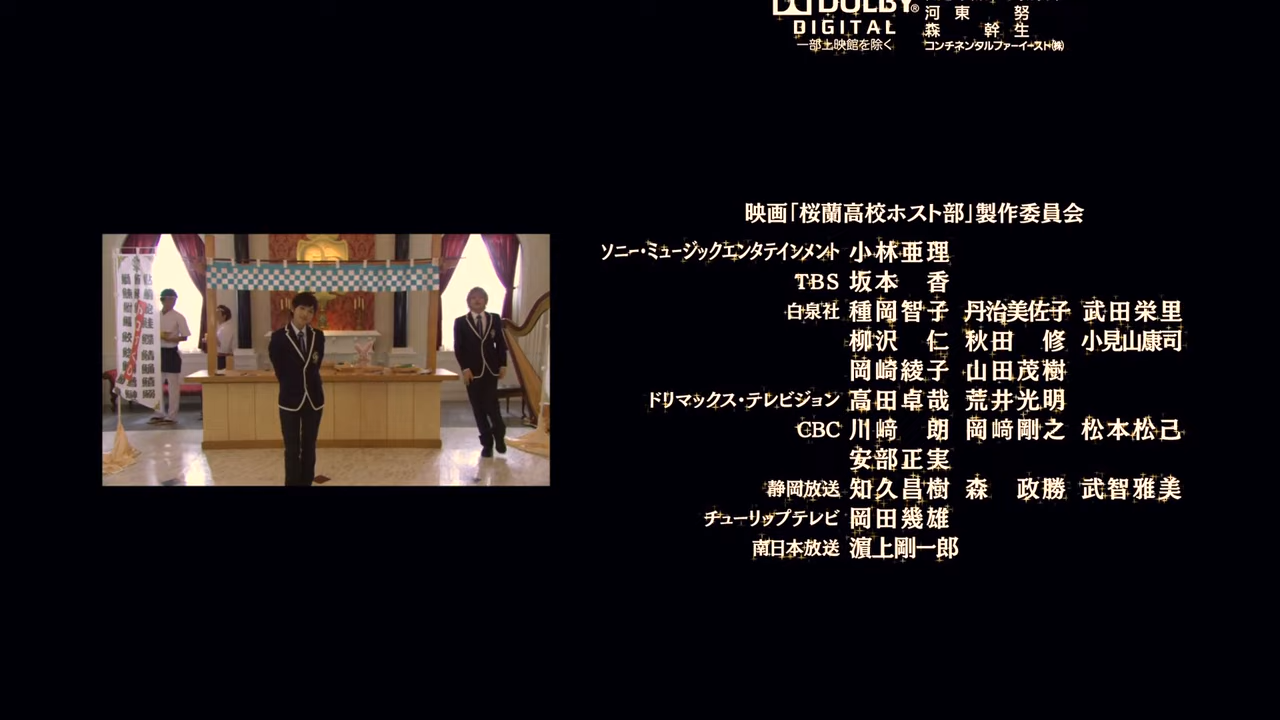 DOLBY®
DIGITAL
一部上映館を除く
河東 努
森 幹生
コンチネンタルファーイースト㈱
映画「桜蘭高校ホスト部」製作委員会
ソニー・ミュージックエンタテインメント 小林亜理
TBS 坂本 香
白泉社 種岡智子 丹治美佐子 武田栄里
柳沢 仁 秋田 修 小見山康司
岡崎綾子 山田茂樹
ドリマックス・テレビジョン 高田卓哉 荒井光明
CBC 川﨑 朗 岡﨑剛之 松本松己
安部正実
静岡放送 知久昌樹 森 政勝 武智雅美
チューリップテレビ 岡田幾雄
南日本放送 濵上剛一郎